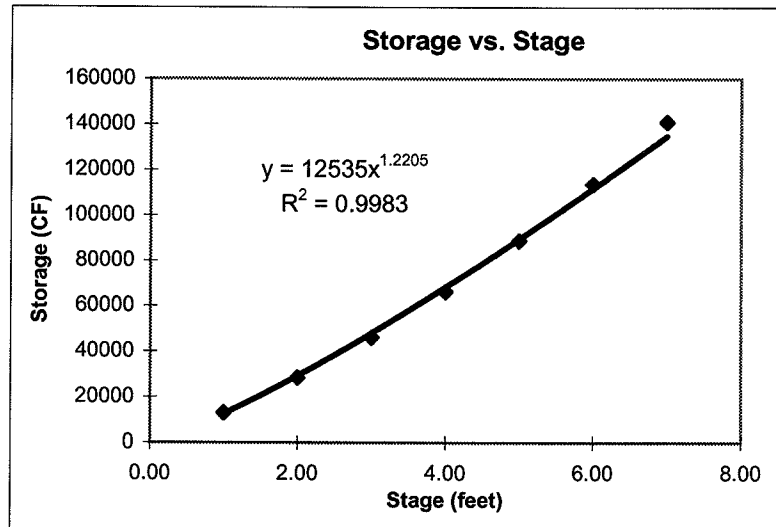 Storage vs. Stage
160000
140000
120000
100000
80000
60000
40000
20000
0
Storage (CF)
y = 12535x^1.2205
R^2 = 0.9983
0.00 2.00 4.00 6.00 8.00
Stage (feet)